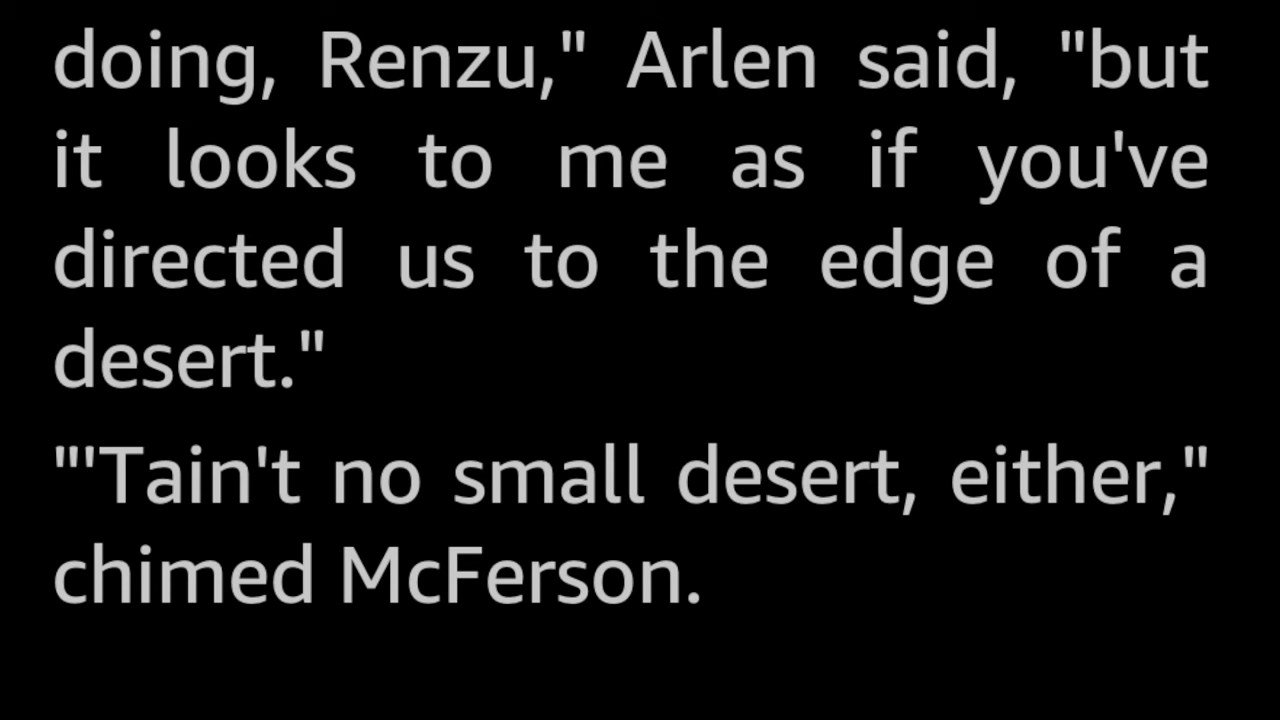 doing, Renzu," Arlen said, "but
it looks to me as if you've
directed us to the edge of a
desert."
"'Tain't no small desert, either,"
chimed McFerson.